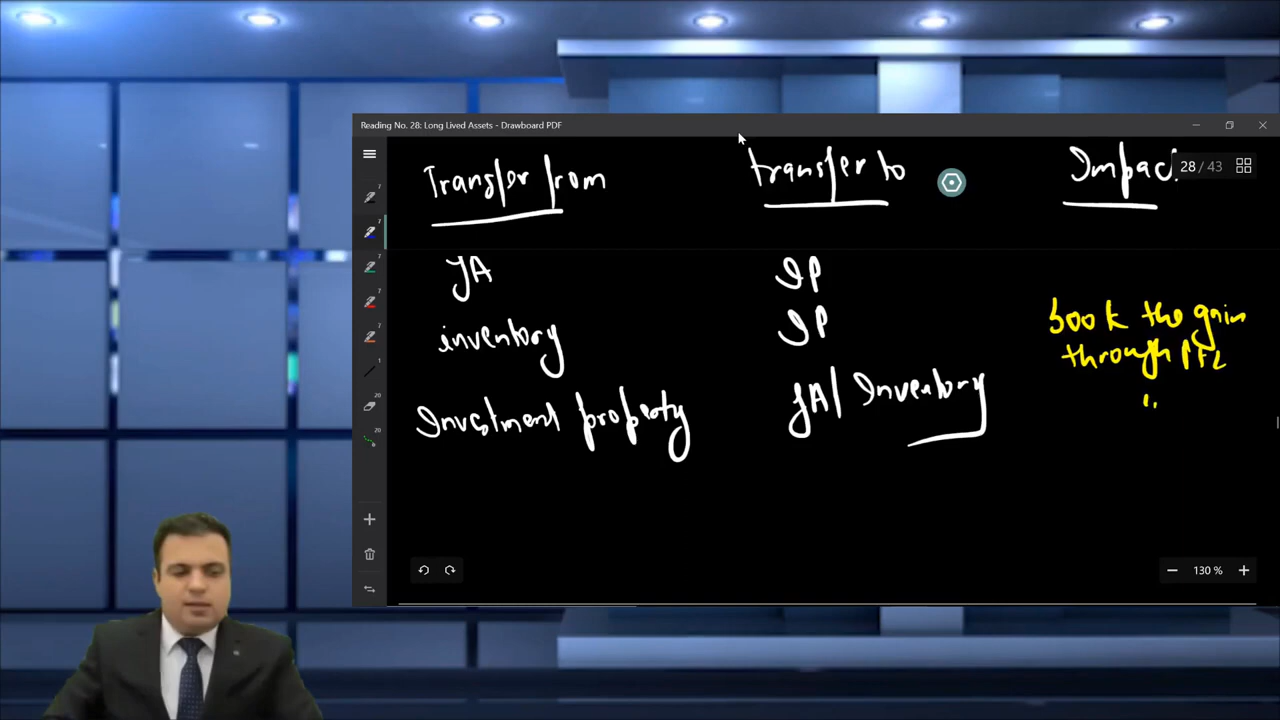 Reading No. 28: Long Lived Assets - Drawboard PDF
28 / 43
Transfer from transfer to Impac
FA IP
inventory IP
book the gain
through P&L
Investment property FA/ Inventory
"
130 %